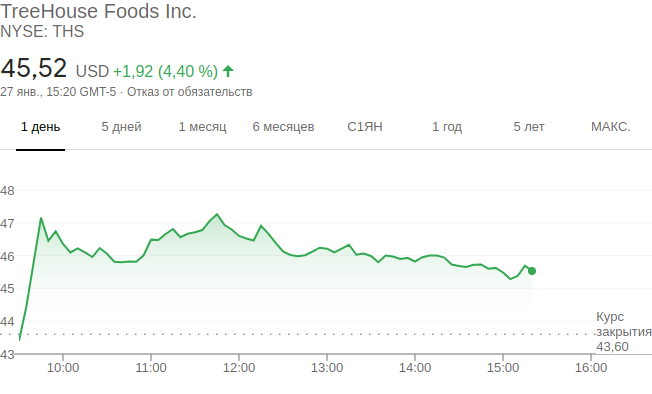 TreeHouse Foods Inc.
NYSE: THS
45,52 USD +1,92 (4,40 %)
27 янв., 15:20 GMT-5 · Отказ от обязательств
1 день 5 дней 1 месяц 6 месяцев С1ЯН 1 год 5 лет МАКС.
48
47
46
45
44
Курс
закрытия
43,60
43
10:00 11:00 12:00 13:00 14:00 15:00 16:00